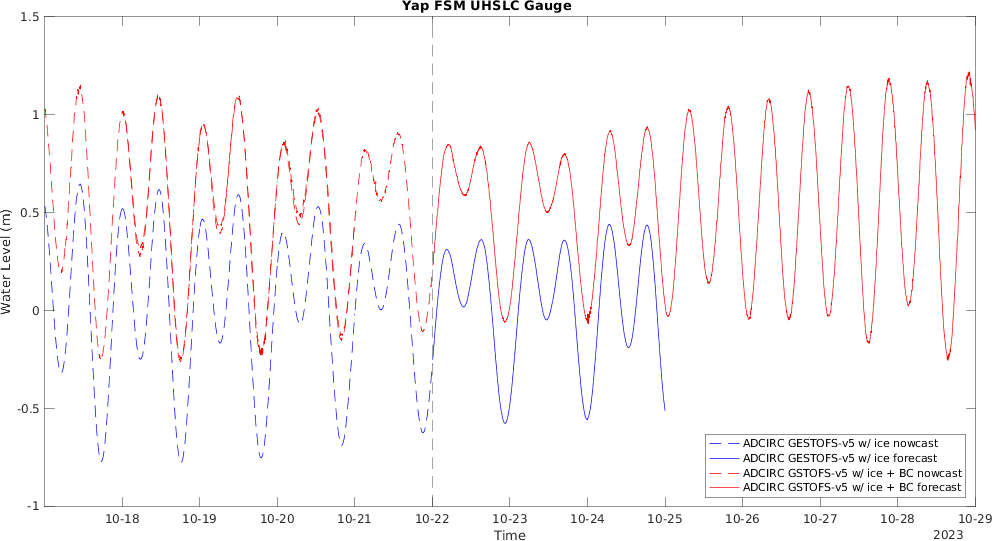 Yap FSM UHSLC Gauge
1.5
1
0.5
0
-0.5
-1
Water Level (m)
ADCIRC GESTOFS-v5 w/ ice nowcast
ADCIRC GESTOFS-v5 w/ ice forecast
ADCIRC GSTOFS-v5 w/ ice + BC nowcast
ADCIRC GSTOFS-v5 w/ ice + BC forecast
10-18 10-19 10-20 10-21 10-22 10-23 10-24 10-25 10-26 10-27 10-28 10-29
Time
2023